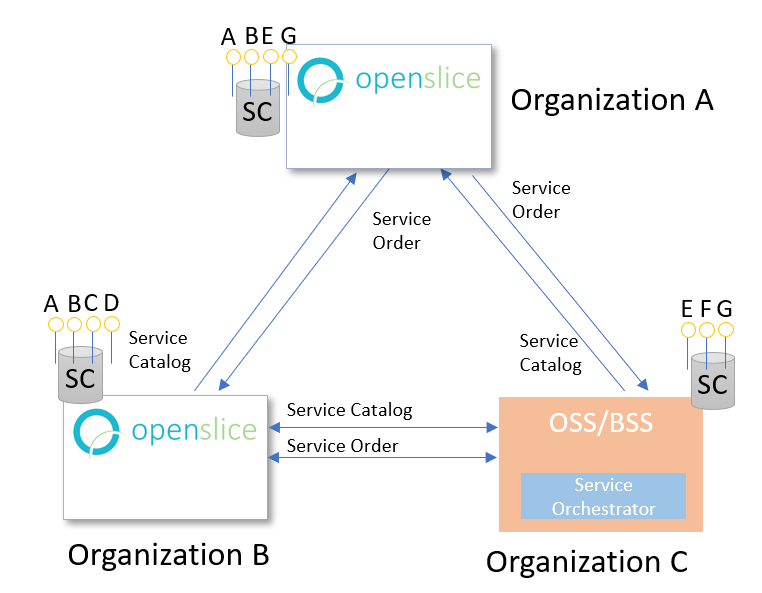 A B E G
SC
openslice
Organization A
Service
Order
Service
Order
A B C D
SC
Service
Catalog
Service
Catalog
E F G
SC
openslice
Service Catalog
Service Order
OSS/BSS
Service
Orchestrator
Organization B
Organization C